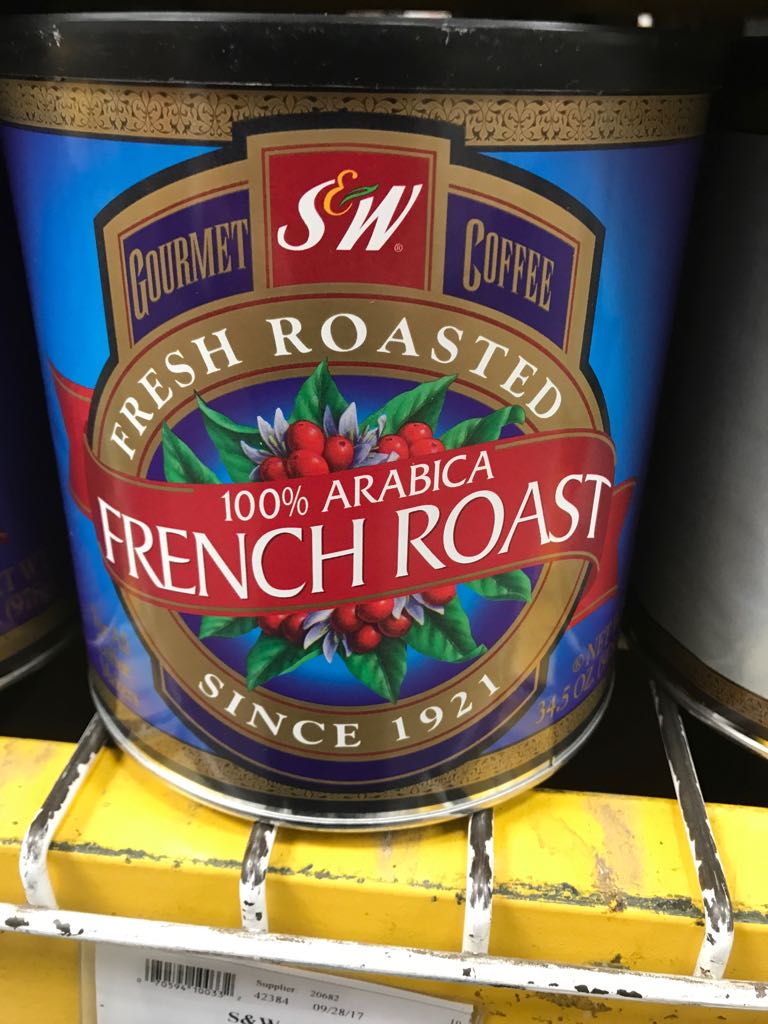 S&W®
GOURMET COFFEE
FRESH ROASTED
100% ARABICA
FRENCH ROAST
SINCE 1921
34.5 OZ
Supplier 20682
42384 09/28/17
S&W